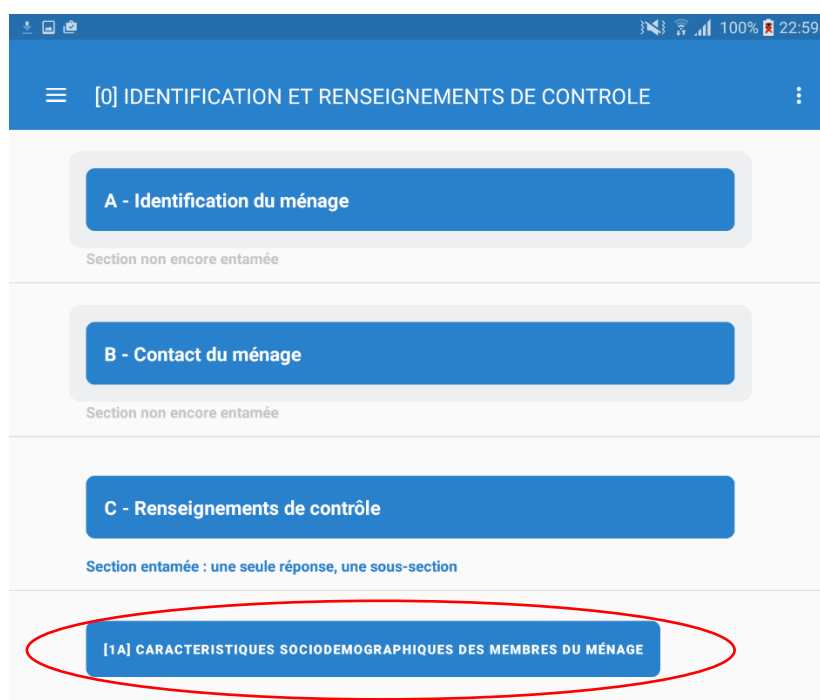 100% 22:59
[0] IDENTIFICATION ET RENSEIGNEMENTS DE CONTROLE
A - Identification du ménage
Section non encore entamée
B - Contact du ménage
Section non encore entamée
C - Renseignements de contrôle
Section entamée : une seule réponse, une sous-section
[1A] CARACTERISTIQUES SOCIODEMOGRAPHIQUES DES MEMBRES DU MÉNAGE